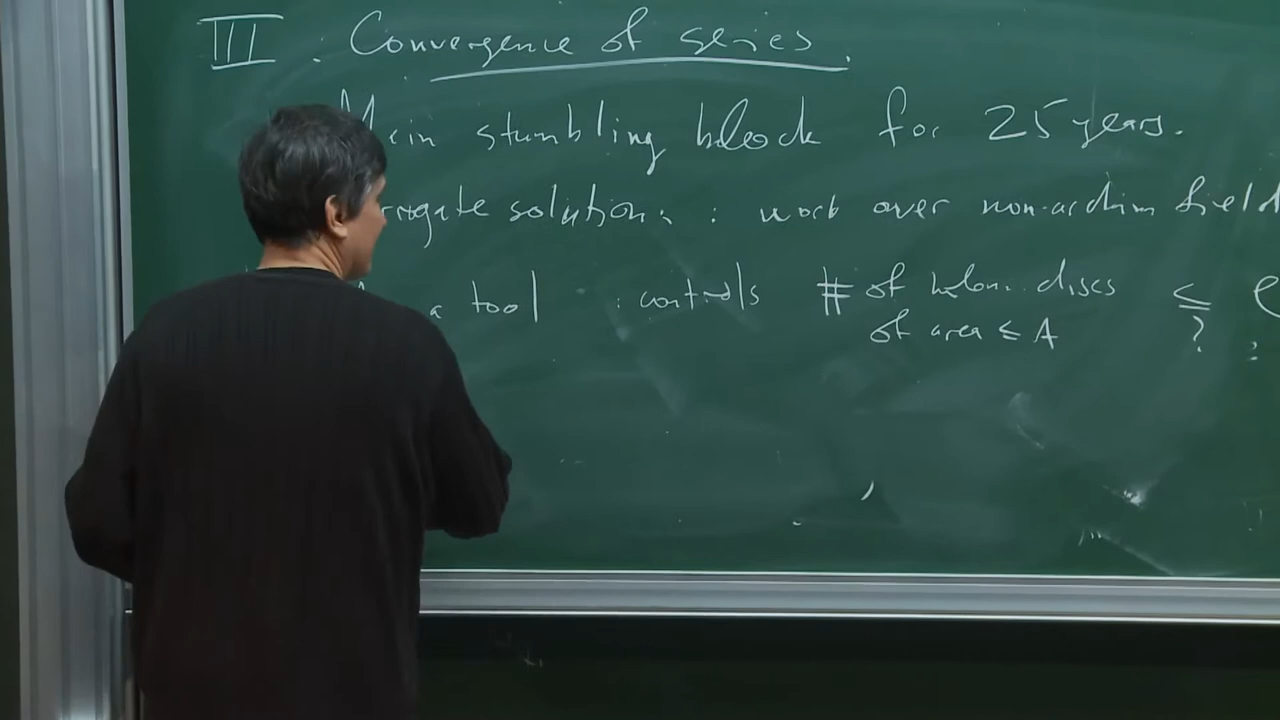 III. Convergence of series.
Main stumbling block for 25 years.
rrogate solution : work over non-archim field
a tool : controls # of holom. discs ≤
of area ≤ A ?